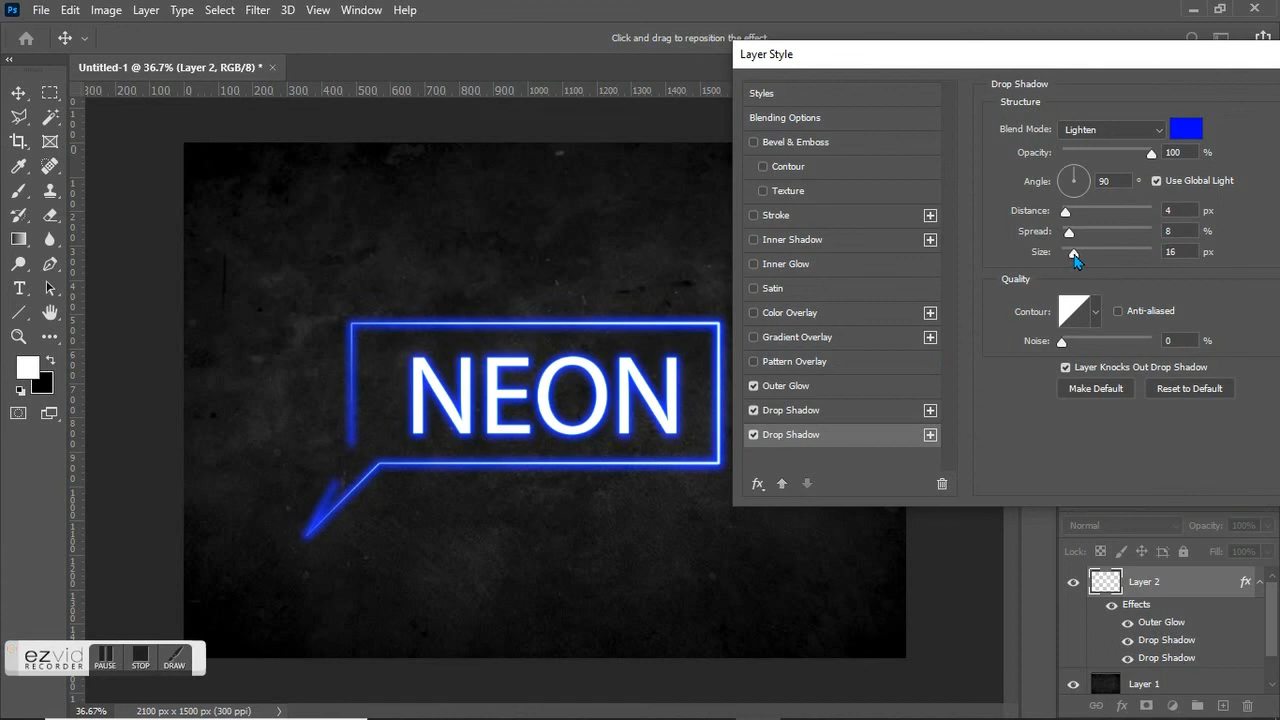 Ps File Edit Image Layer Type Select Filter 3D View Window Help
Click and drag to reposition the effect.
Untitled-1 @ 36.7% (Layer 2, RGB/8) * ×
300 200 100 0 100 200 300 400 500 600 700 800 900 1000 1100 1200 1300 1400 1500
Layer Style
Styles
Blending Options
Bevel & Emboss
Contour
Texture
Stroke
Inner Shadow
Inner Glow
Satin
Color Overlay
Gradient Overlay
Pattern Overlay
Outer Glow
Drop Shadow
Drop Shadow
fx
Drop Shadow
Structure
Blend Mode: Lighten
Opacity: 100 %
Angle: 90 ° Use Global Light
Distance: 4 px
Spread: 8 %
Size: 16 px
Quality
Contour: Anti-aliased
Noise: 0 %
Layer Knocks Out Drop Shadow
Make Default Reset to Default
NEON
Normal Opacity: 100%
Lock: Fill: 100%
Layer 2 fx
Effects
Outer Glow
Drop Shadow
Drop Shadow
Layer 1
fx
ezvid
RECORDER
PAUSE STOP DRAW
36.67% 2100 px x 1500 px (300 ppi)